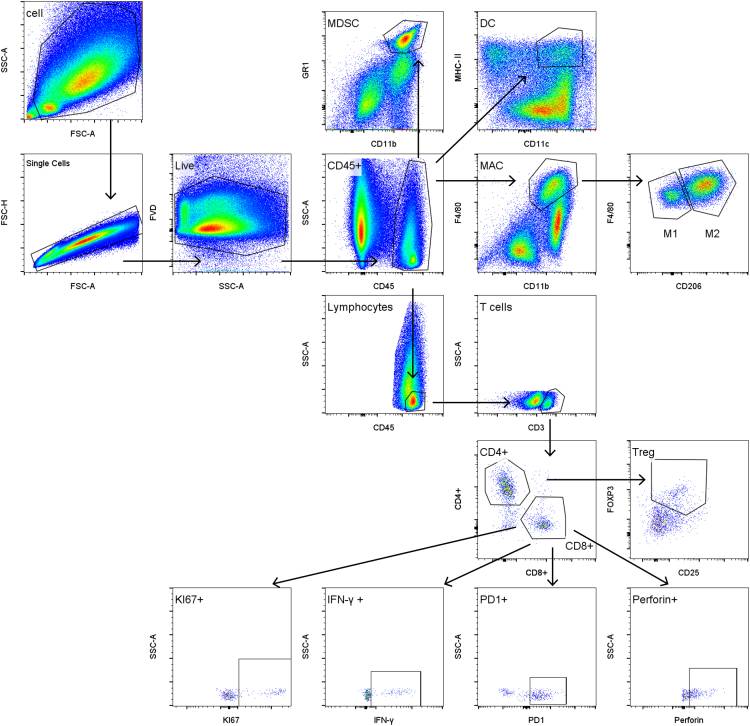 cell
SSC-A
FSC-A
MDSC
GR1
CD11b
DC
MHC-Ⅱ
CD11c
Single Cells
FSC-H
FSC-A
Live
FVD
SSC-A
CD45+
SSC-A
CD45
MAC
F4/80
CD11b
F4/80
M1
M2
CD206
Lymphocytes
SSC-A
CD45
T cells
SSC-A
CD3
CD4+
CD4+
CD8+
CD8+
Treg
FOXP3
CD25
KI67+
SSC-A
KI67
IFN-γ +
SSC-A
IFN-γ
PD1+
SSC-A
PD1
Perforin+
SSC-A
Perforin